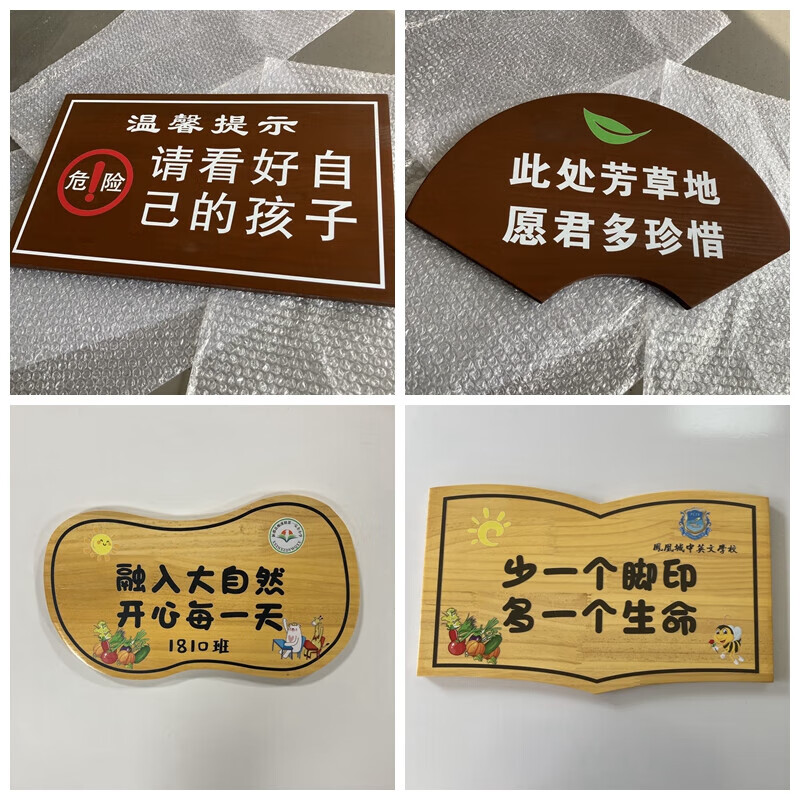 温馨提示
危险
请看好自
己的孩子
此处芳草地
愿君多珍惜
融入大自然
开心每一天
1810班
凤凰城中英文学校
少一个脚印
多一个生命